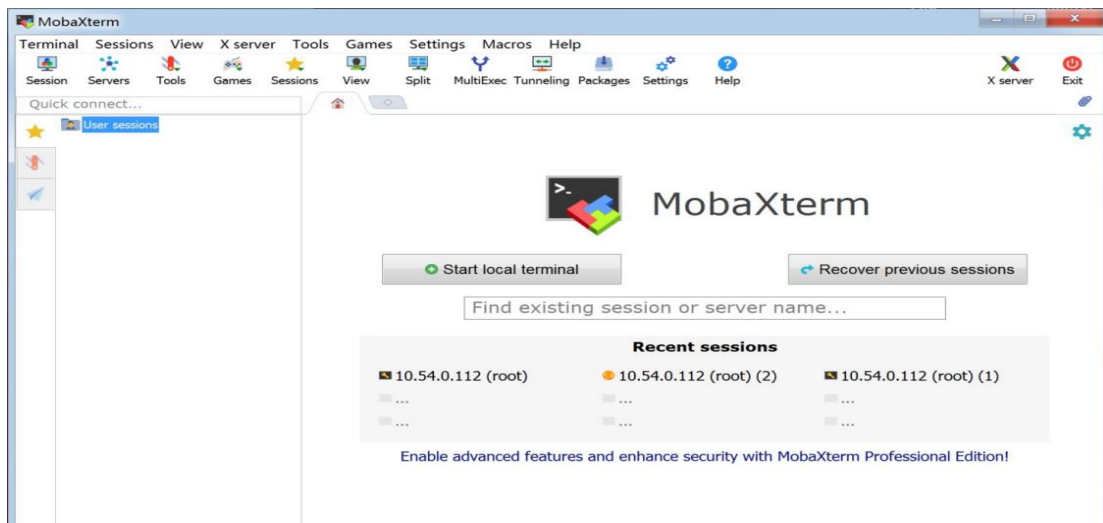 MobaXterm
Terminal Sessions View X server Tools Games Settings Macros Help
Session Servers Tools Games Sessions View Split MultiExec Tunneling Packages Settings Help X server Exit
Quick connect...
User sessions
>_
MobaXterm
Start local terminal Recover previous sessions
Find existing session or server name...
Recent sessions
10.54.0.112 (root) 10.54.0.112 (root) (2) 10.54.0.112 (root) (1)
... ... ...
... ... ...
Enable advanced features and enhance security with MobaXterm Professional Edition!